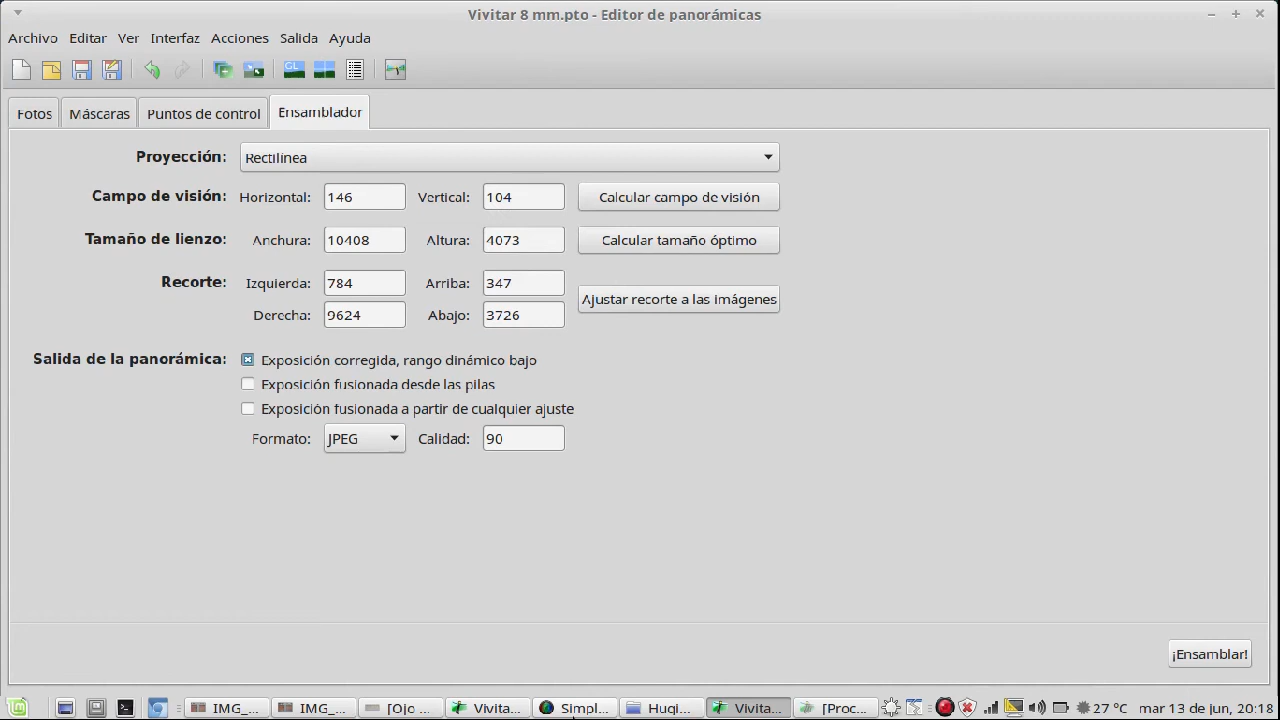 Vivitar 8 mm.pto - Editor de panorámicas
Archivo Editar Ver Interfaz Acciones Salida Ayuda
GL
Fotos Máscaras Puntos de control Ensamblador
Proyección: Rectilínea
Campo de visión: Horizontal: 146 Vertical: 104 Calcular campo de visión
Tamaño de lienzo: Anchura: 10408 Altura: 4073 Calcular tamaño óptimo
Recorte: Izquierda: 784 Arriba: 347 Ajustar recorte a las imágenes
Derecha: 9624 Abajo: 3726
Salida de la panorámica: Exposición corregida, rango dinámico bajo
Exposición fusionada desde las pilas
Exposición fusionada a partir de cualquier ajuste
Formato: JPEG Calidad: 90
¡Ensamblar!
IMG_... IMG_... [Ojo ... Vivita... Simpl... Hugi... Vivita... [Proc... 27 °C mar 13 de jun, 20:18